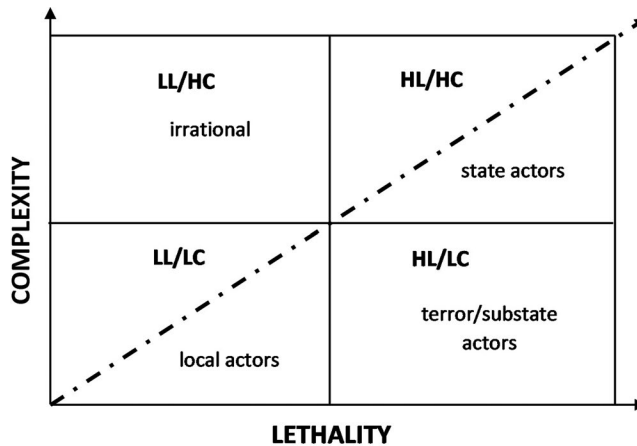 LL/HC
HL/HC
irrational
state actors
COMPLEXITY
LL/LC
HL/LC
terror/substate
actors
local actors
LETHALITY